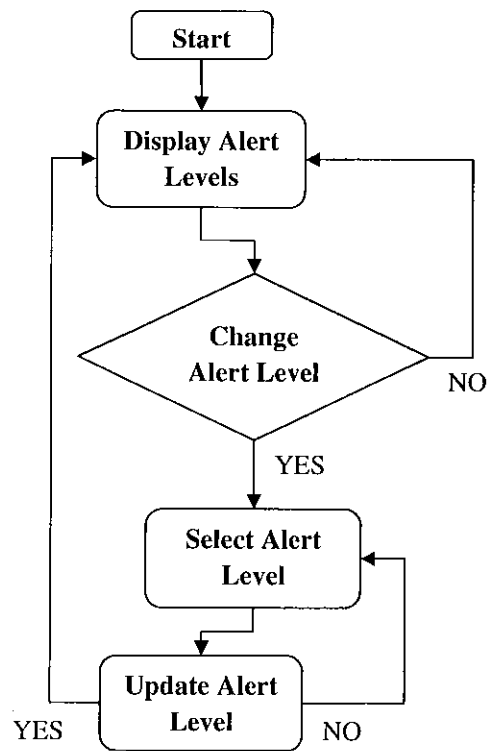 Start
Display Alert
Levels
Change
Alert Level
NO
YES
Select Alert
Level
Update Alert
Level
YES
NO